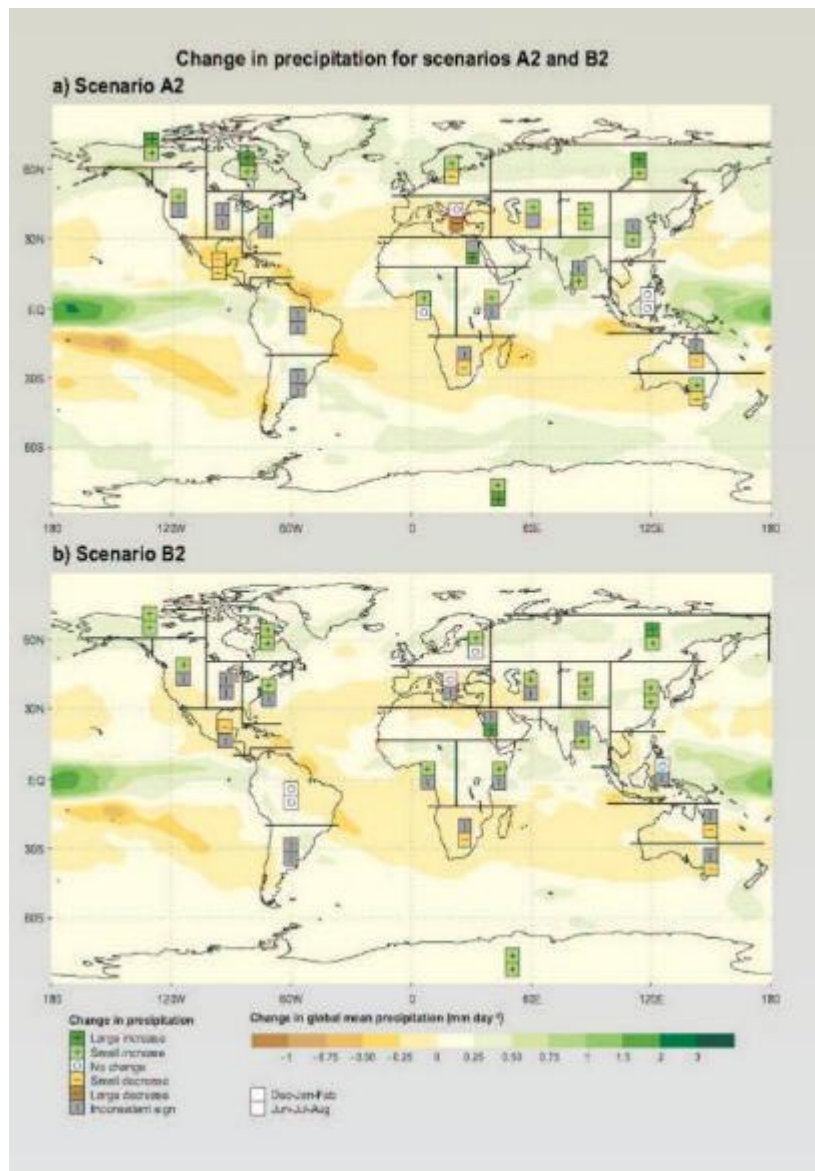 Change in precipitation for scenarios A2 and B2
a) Scenario A2
60N
30N
EQ
30S
60S
180 120W 60W 0 60E 120E 180
b) Scenario B2
60N
30N
EQ
30S
60S
180 120W 60W 0 60E 120E 180
Change in precipitation
Large increase
Small increase
No change
Small decrease
Large decrease
Inconsistent sign
Change in global mean precipitation (mm day⁻¹)
-1 -0.75 -0.50 -0.25 0 0.25 0.50 0.75 1 1.5 2 3
Dec-Jan-Feb
Jun-Jul-Aug